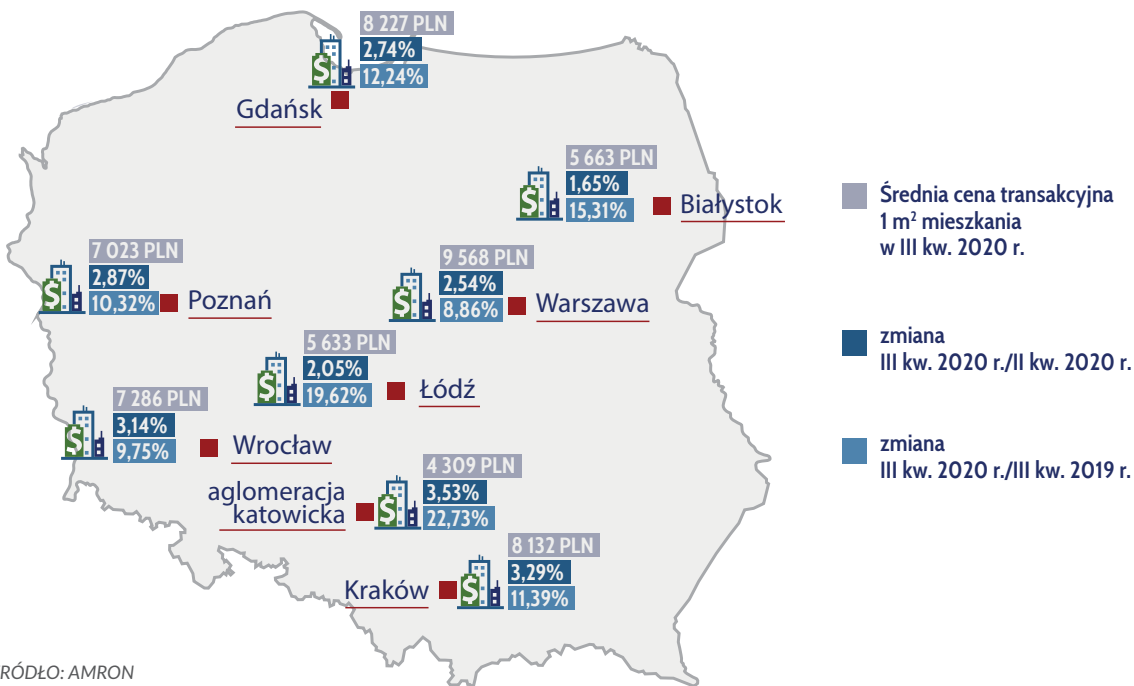 8 227 PLN
2,74%
12,24%
Gdańsk
5 663 PLN
1,65%
15,31%
Białystok
7 023 PLN
2,87%
10,32%
Poznań
9 568 PLN
2,54%
8,86%
Warszawa
5 633 PLN
2,05%
19,62%
Łódź
7 286 PLN
3,14%
9,75%
Wrocław
4 309 PLN
3,53%
22,73%
aglomeracja
katowicka
8 132 PLN
3,29%
11,39%
Kraków
Średnia cena transakcyjna
1 m² mieszkania
w III kw. 2020 r.
zmiana
III kw. 2020 r./II kw. 2020 r.
zmiana
III kw. 2020 r./III kw. 2019 r.
RÓDŁO: AMRON